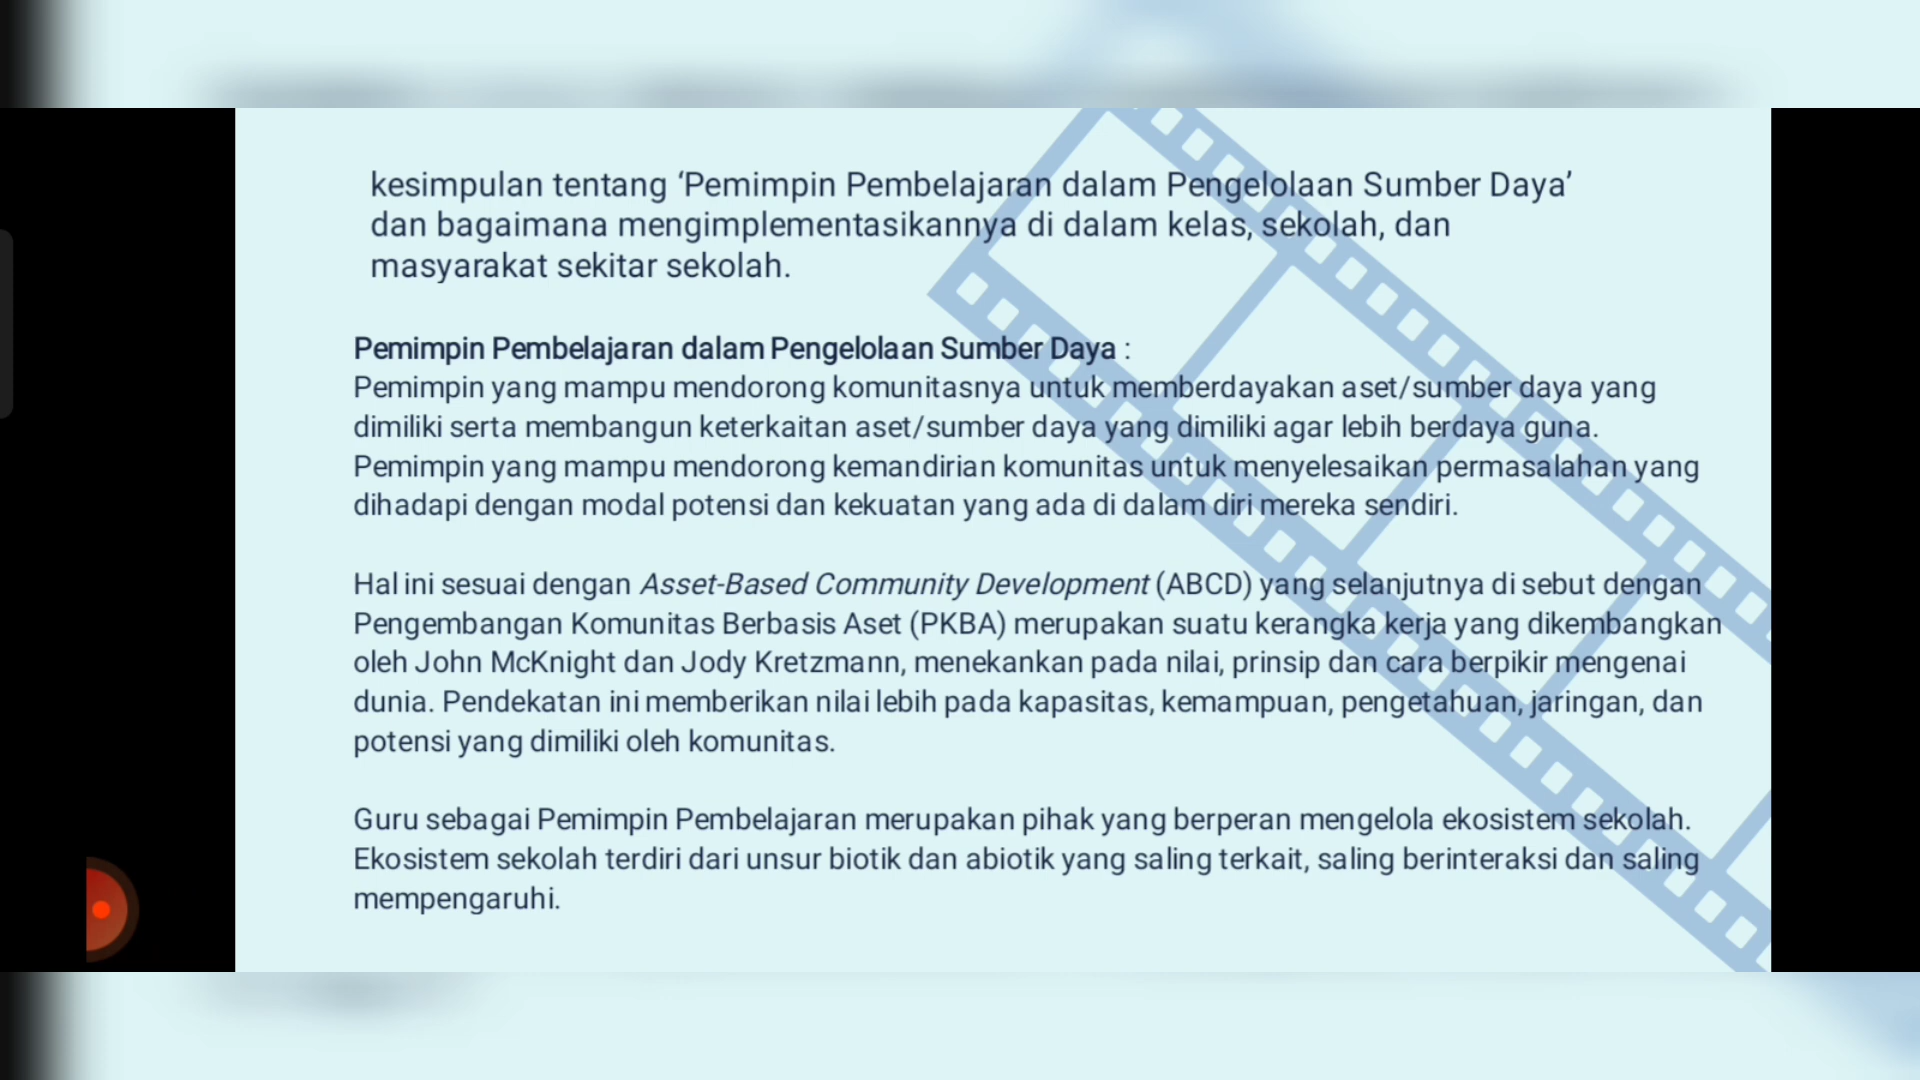 kesimpulan tentang ‘Pemimpin Pembelajaran dalam Pengelolaan Sumber Daya’
dan bagaimana mengimplementasikannya di dalam kelas, sekolah, dan
masyarakat sekitar sekolah.
Pemimpin Pembelajaran dalam Pengelolaan Sumber Daya :
Pemimpin yang mampu mendorong komunitasnya untuk memberdayakan aset/sumber daya yang
dimiliki serta membangun keterkaitan aset/sumber daya yang dimiliki agar lebih berdaya guna.
Pemimpin yang mampu mendorong kemandirian komunitas untuk menyelesaikan permasalahan yang
dihadapi dengan modal potensi dan kekuatan yang ada di dalam diri mereka sendiri.
Hal ini sesuai dengan Asset-Based Community Development (ABCD) yang selanjutnya di sebut dengan
Pengembangan Komunitas Berbasis Aset (PKBA) merupakan suatu kerangka kerja yang dikembangkan
oleh John McKnight dan Jody Kretzmann, menekankan pada nilai, prinsip dan cara berpikir mengenai
dunia. Pendekatan ini memberikan nilai lebih pada kapasitas, kemampuan, pengetahuan, jaringan, dan
potensi yang dimiliki oleh komunitas.
Guru sebagai Pemimpin Pembelajaran merupakan pihak yang berperan mengelola ekosistem sekolah.
Ekosistem sekolah terdiri dari unsur biotik dan abiotik yang saling terkait, saling berinteraksi dan saling
mempengaruhi.